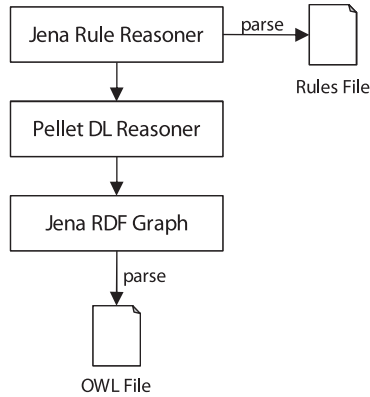 Jena Rule Reasoner
parse
Rules File
Pellet DL Reasoner
Jena RDF Graph
parse
OWL File